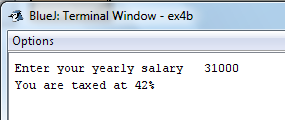 BlueJ: Terminal Window - ex4b
Options
Enter your yearly salary   31000
You are taxed at 42%